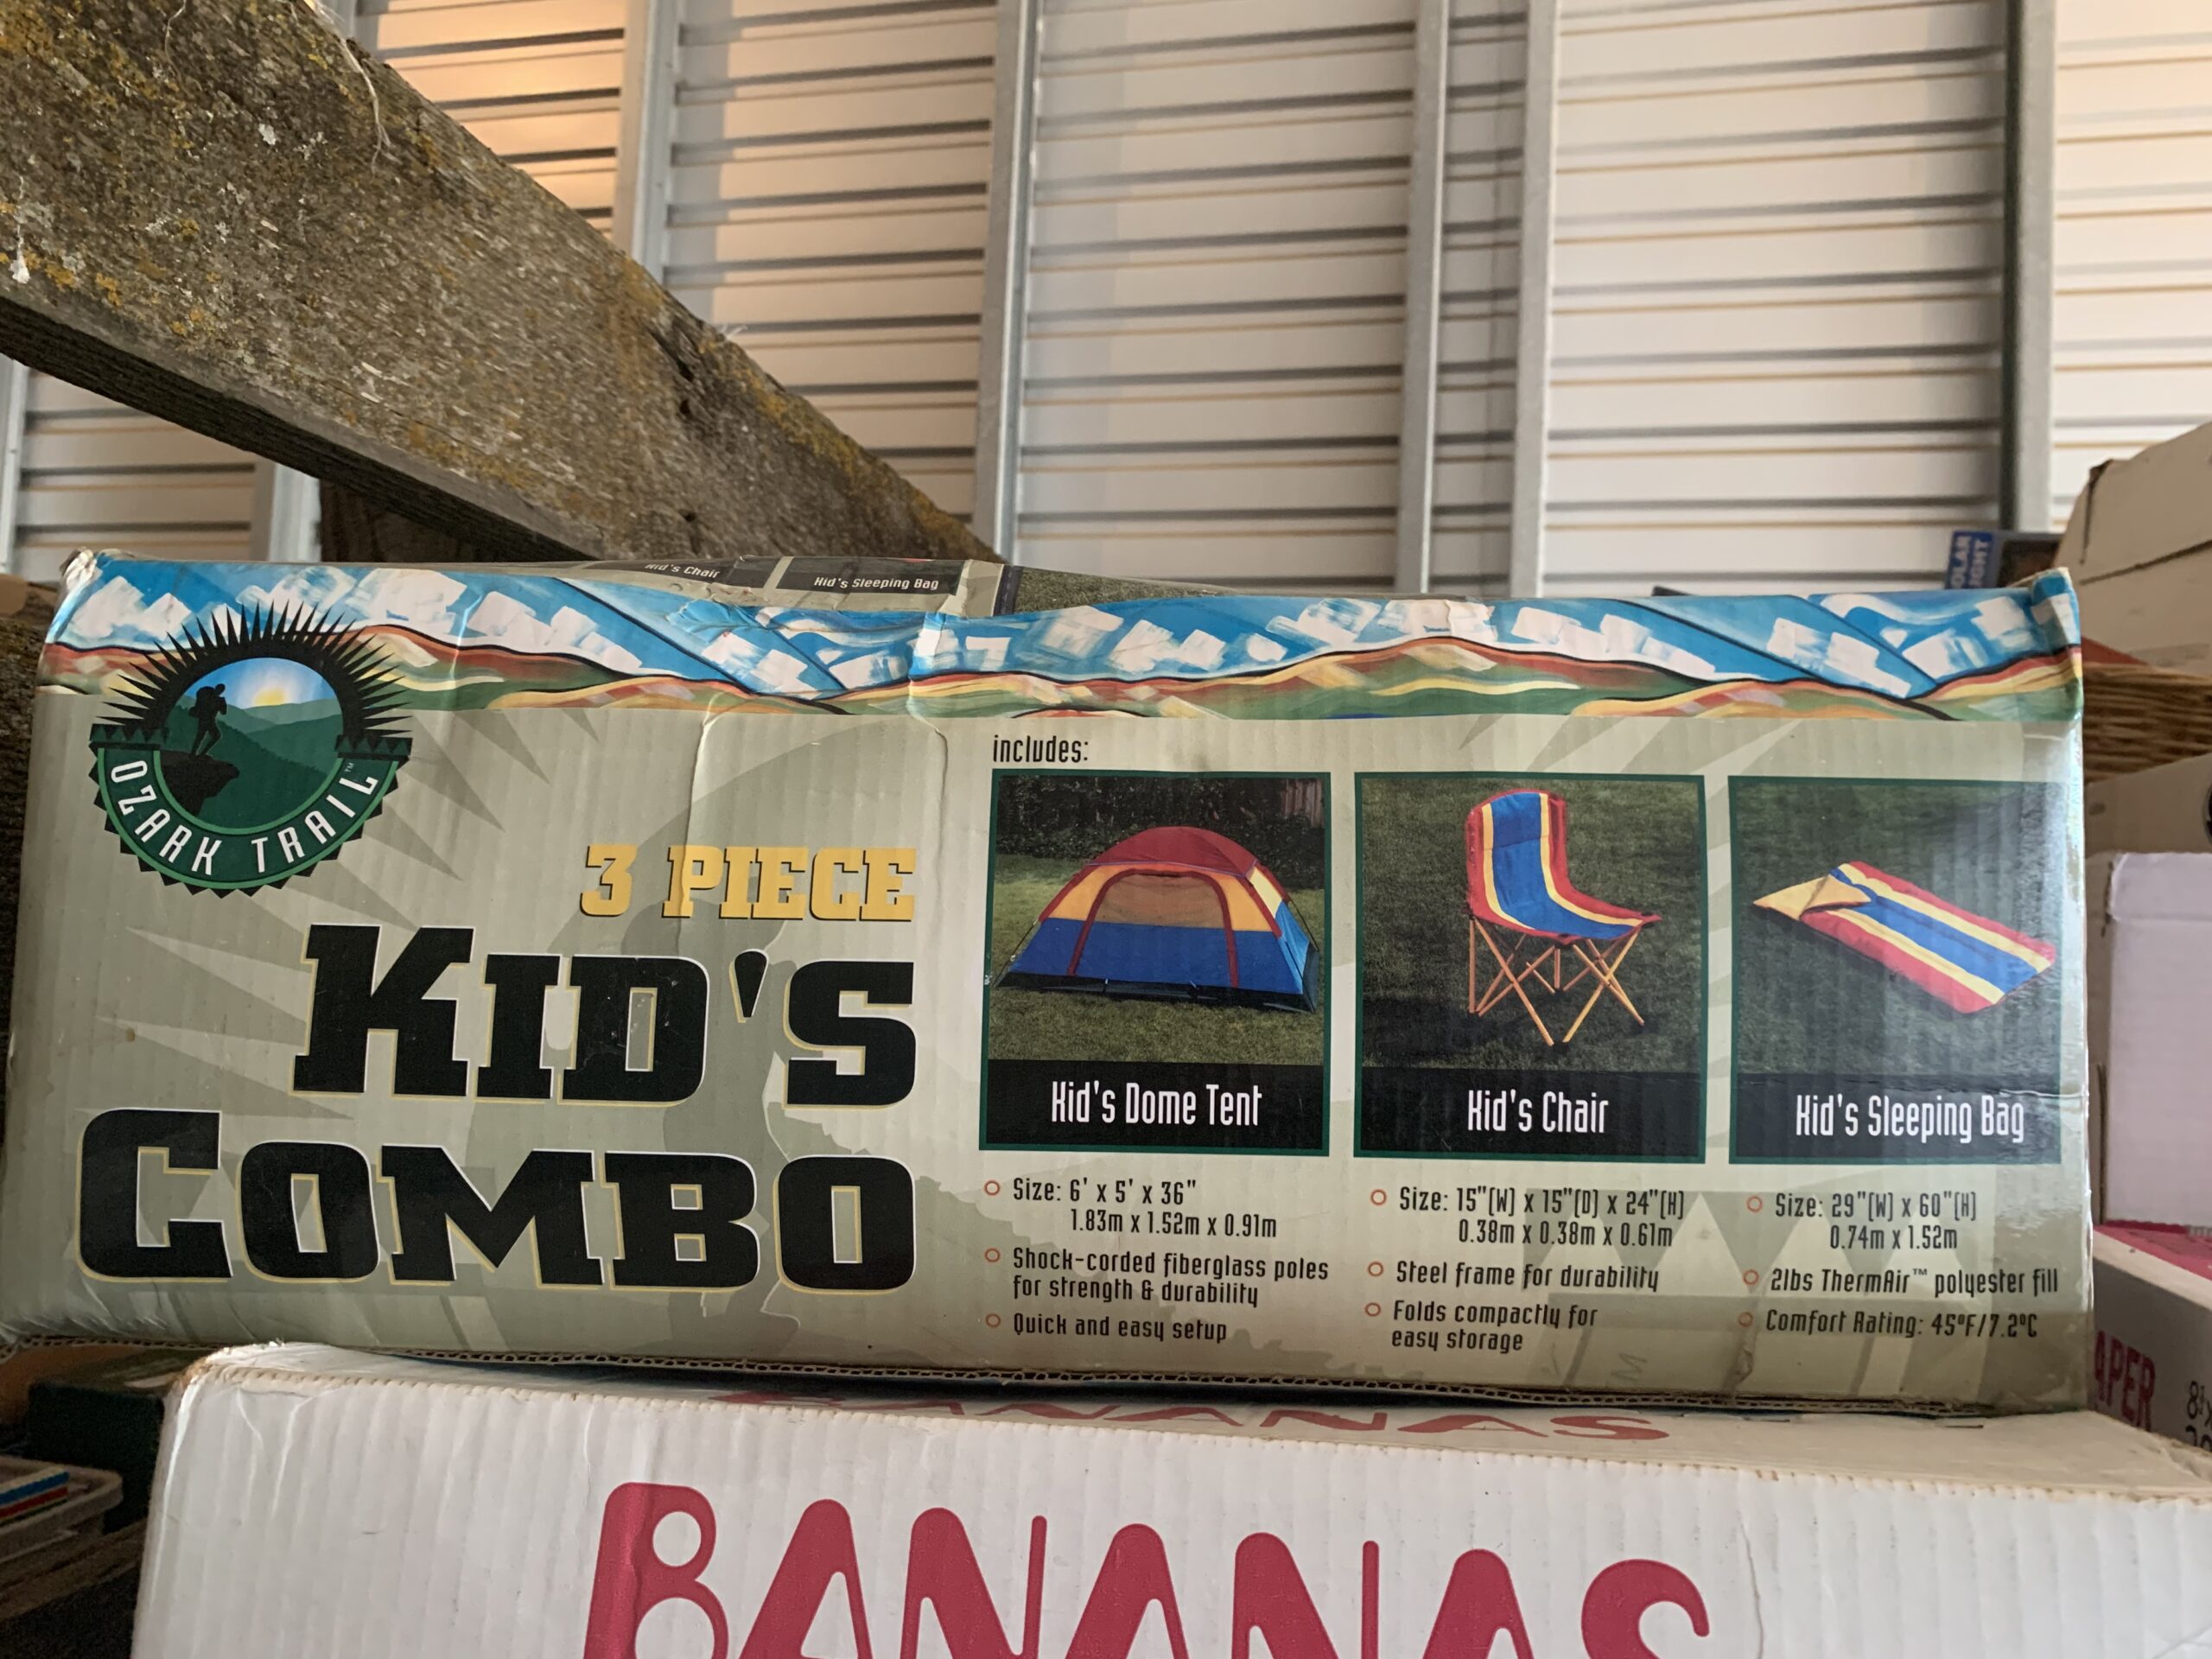 Kid's Chair
Kid's Sleeping Bag
OZARK TRAIL™
3 PIECE
KID'S
COMBO
includes:
Kid's Dome Tent
Size: 6' x 5' x 36"
1.83m x 1.52m x 0.91m
Shock-corded fiberglass poles
for strength & durability
Quick and easy setup
Kid's Chair
Size: 15"(W) x 15"(D) x 24"(H)
0.38m x 0.38m x 0.61m
Steel frame for durability
Folds compactly for
easy storage
Kid's Sleeping Bag
Size: 29"(W) x 60"(H)
0.74m x 1.52m
2lbs ThermAir™ polyester fill
Comfort Rating: 45°F/7.2°C
BANANAS
BANANAS